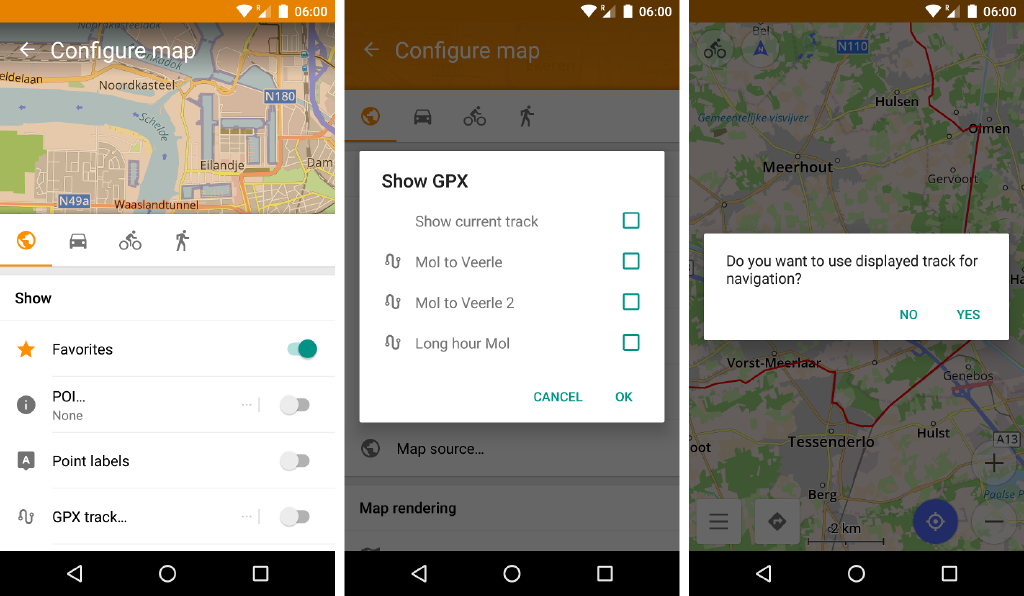 06:00
Configure map
Noordkasteel
N180
Schelde
Eilandje
Dam
N49a
Waaslandtunnel
Show
Favorites
POI...
None
A
Point labels
GPX track...
R
06:00
Configure map
Show GPX
Show current track
Mol to Veerle
Mol to Veerle 2
Long hour Mol
CANCEL
OK
Map source...
Map rendering
R
06:00
Bel
N110
Hulsen
Gemeentelijke visvijver
Olmen
Meerhout
Gervoort
Do you want to use displayed track for
navigation?
NO
YES
Ha
Vorst-Meerlaar
Genebos
Hulst
A13
oot
Tessenderlo
Berg
Paalse P
2 km